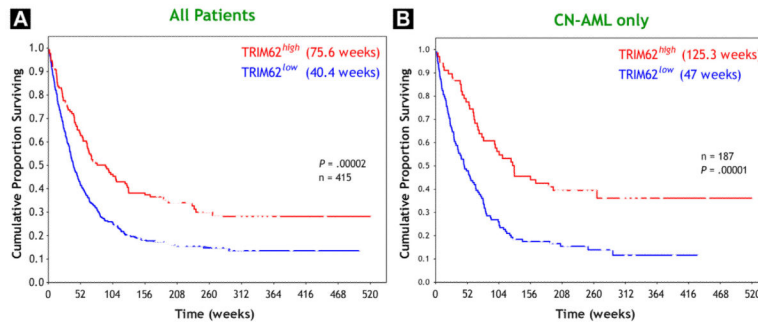 A
All Patients
TRIM62high (75.6 weeks)
TRIM62low (40.4 weeks)
P = .00002
n = 415
Cumulative Proportion Surviving
1.0
0.9
0.8
0.7
0.6
0.5
0.4
0.3
0.2
0.1
0.0
0 52 104 156 208 260 312 364 416 468 520
Time (weeks)
B
CN-AML only
TRIM62high (125.3 weeks)
TRIM62low (47 weeks)
n = 187
P = .00001
Cumulative Proportion Surviving
1.0
0.9
0.8
0.7
0.6
0.5
0.4
0.3
0.2
0.1
0.0
0 52 104 156 208 260 312 364 416 468 520
Time (weeks)